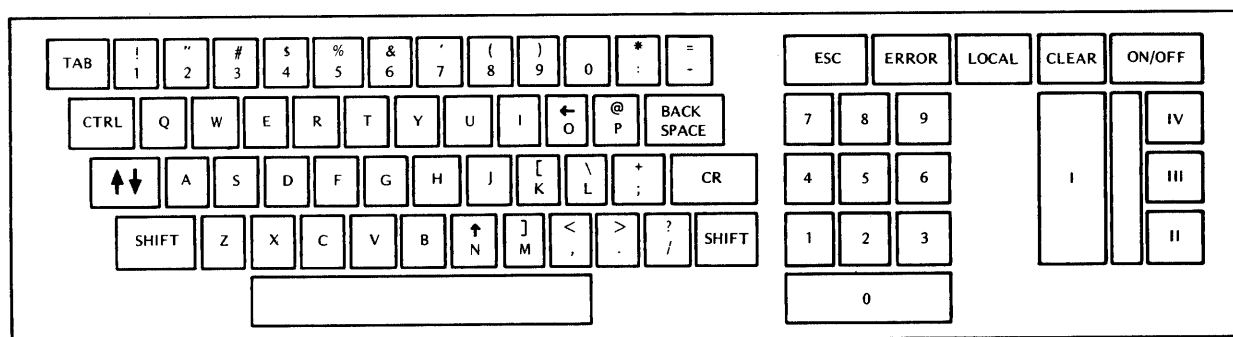 ! " # $ % & ' ( ) * =
TAB 1 2 3 4 5 6 7 8 9 0 : - ESC ERROR LOCAL CLEAR ON/OFF
← @
CTRL Q W E R T Y U I O P BACK SPACE 7 8 9 IV
[ \ +
↑↓ A S D F G H J K L ; CR 4 5 6 I III
↑ ] < > ?
SHIFT Z X C V B N M , . / SHIFT 1 2 3 II
0